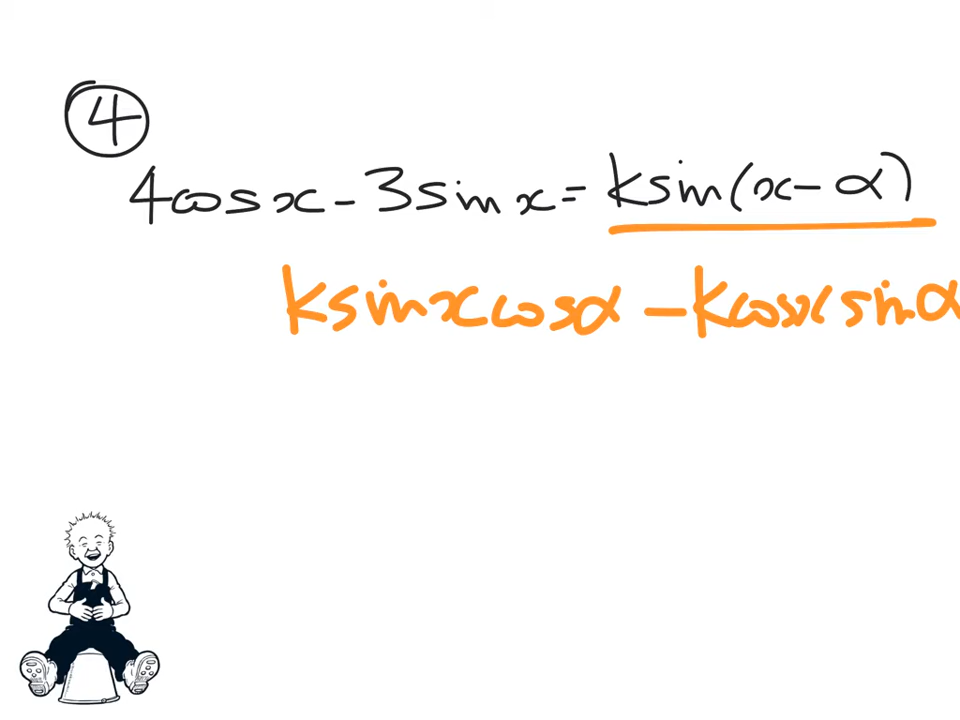 4
4cosx - 3sinx = ksin(x - α)
ksinxcosα - kcosxsinα